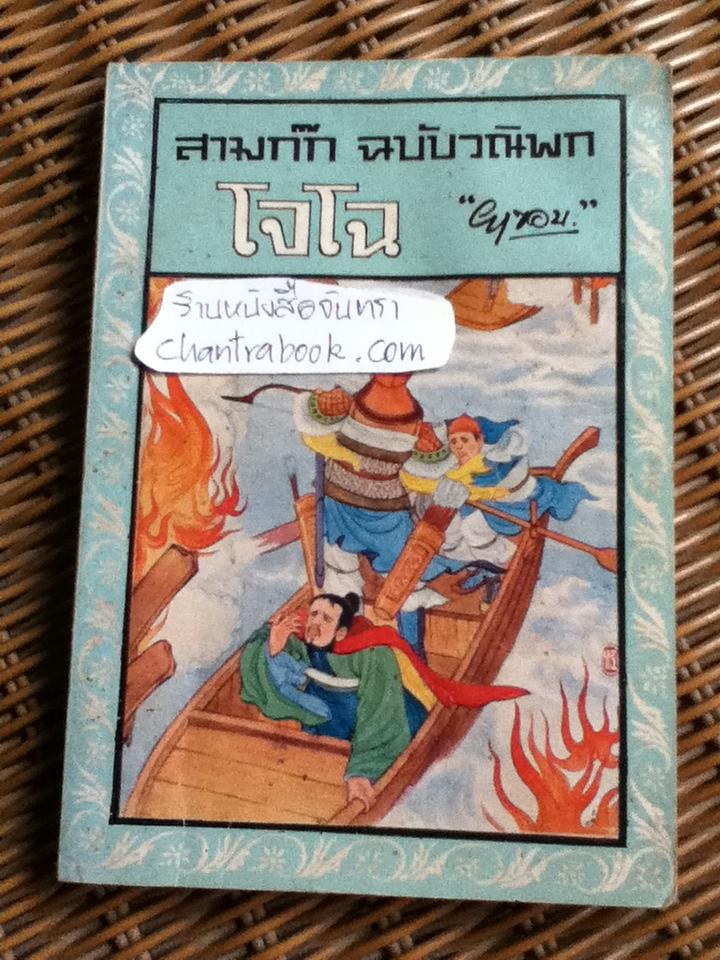 สามก๊ก ฉบับวณิพก
โจโฉ "ยาขอบ."
ร้านหนังสือจันทรา
chantrabook.com